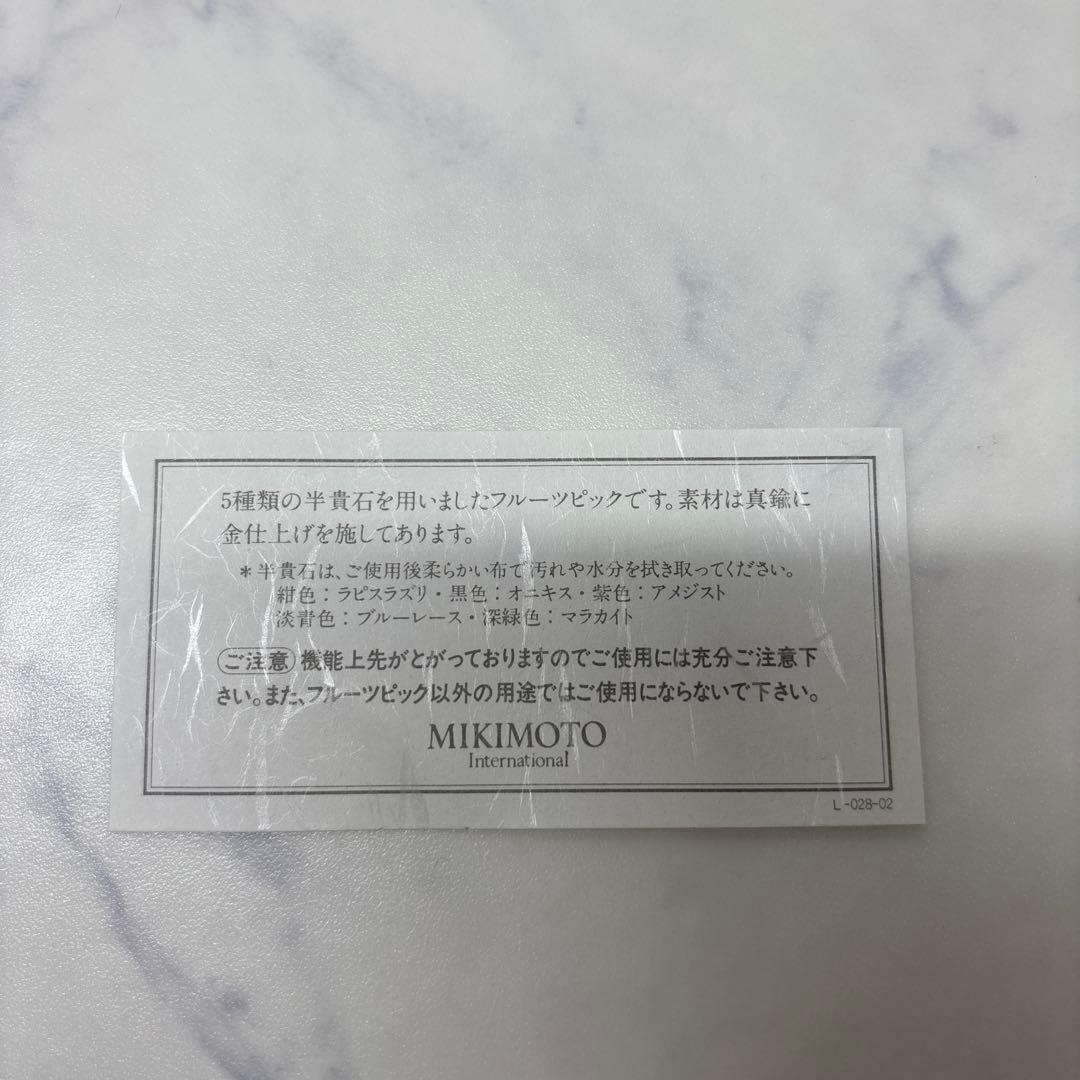 5種類の半貴石を用いましたフルーツピックです。素材は真鍮に
金仕上げを施してあります。
＊半貴石は、ご使用後柔らかい布で汚れや水分を拭き取ってください。
紺色：ラピスラズリ・黒色：オニキス・紫色：アメジスト
淡青色：ブルーレース・深緑色：マラカイト
ご注意 機能上先がとがっておりますのでご使用には充分ご注意下
さい。また、フルーツピック以外の用途ではご使用にならないで下さい。
MIKIMOTO
International
L-028-02